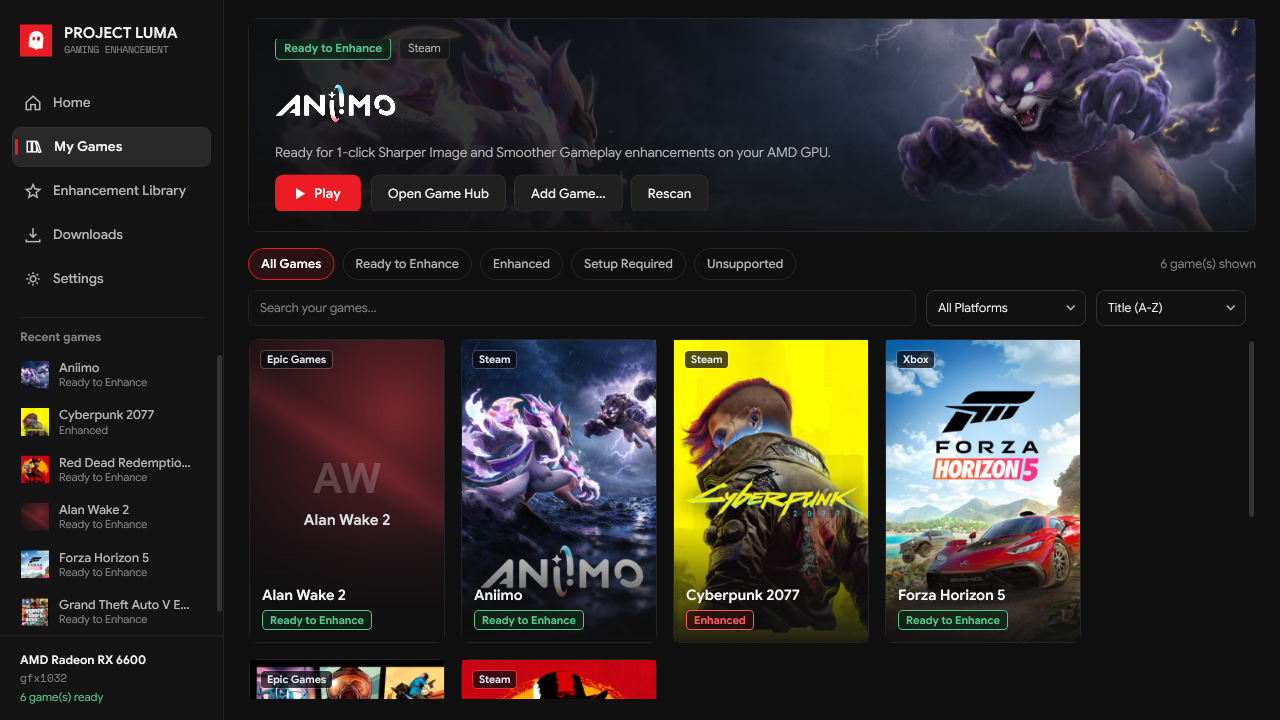 PROJECT LUMA
GAMING ENHANCEMENT
Home
My Games
Enhancement Library
Downloads
Settings
Recent games
Aniimo
Ready to Enhance
Cyberpunk 2077
Enhanced
Red Dead Redemptio...
Ready to Enhance
Alan Wake 2
Ready to Enhance
Forza Horizon 5
Ready to Enhance
Grand Theft Auto V E...
Ready to Enhance
AMD Radeon RX 6600
gfx1032
6 game(s) ready
Ready to Enhance Steam
ANiiMO
Ready for 1-click Sharper Image and Smoother Gameplay enhancements on your AMD GPU.
Play Open Game Hub Add Game... Rescan
All Games Ready to Enhance Enhanced Setup Required Unsupported 6 game(s) shown
Search your games... All Platforms Title (A-Z)
Epic Games
AW
Alan Wake 2
Alan Wake 2
Ready to Enhance
Steam
ANiiMO
Aniimo
Ready to Enhance
Steam
Cyberpunk
2077
Cyberpunk 2077
Enhanced
Xbox
FORZA
HORIZON 5
Forza Horizon 5
Ready to Enhance
Epic Games
Steam